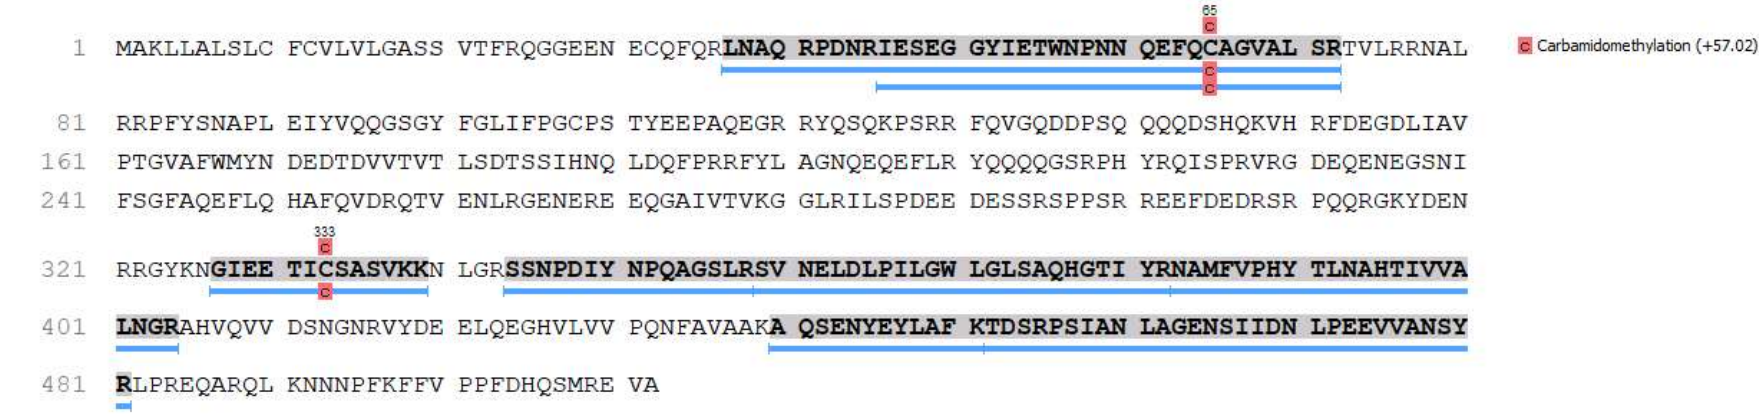 65
C
1 MAKLLALSLC FCVLVLGASS VTFRQGGEEN ECQFQRLNAQ RPDNRIESEG GYIETWNPNN QEFQCAGVAL SRTVLRRNAL
C Carbamidomethylation (+57.02)
C
C
81 RRPFYSNAPL EIYVQQGSGY FGLIFPGCPS TYEEPAQEGR RYQSQKPSRR FQVGQDDPSQ QQQDSHQKVH RFDEGDLIAV
161 PTGVAFWMYN DEDTDVVTVT LSDTSSIHNQ LDQFPRRFYL AGNQEQEFLR YQQQQGSRPH YRQISPRVRG DEQENEGSNI
241 FSGFAQEFLQ HAFQVDRQTV ENLRGENERE EQGAIVTVKG GLRILSPDEE DESSRSPPSR REEFDEDRSR PQQRGKYDEN
333
C
321 RRGYKNGIEE TICSASVKKN LGRSSNPDIY NPQAGSLRSV NELDLPILGW LGLSAQHGTI YRNAMFVPHY TLNAHTIVVA
C
401 LNGRAHVQVV DSNGNRVYDE ELQEGHVLVV PQNFAVAAKA QSENYEYLAF KTDSRPSIAN LAGENSIIDN LPEEVVANSY
481 RLPREQARQL KNNNPFKFFV PPFDHQSMRE VA